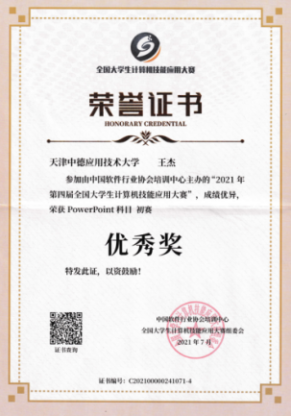 全国大学生计算机技能应用大赛
荣誉证书
HONORARY CREDENTIAL
天津中德应用技术大学 王杰
参加由中国软件行业协会培训中心主办的“2021 年
第四届全国大学生计算机技能应用大赛”，成绩优异，
荣获 PowerPoint 科目 初赛
优秀奖
特发此证，以资鼓励！
中国软件行业协会培训中心
全国大学生计算机技能应用大赛组委会
2021 年 7 月
证书查询
证书编号：C202100000241071-4